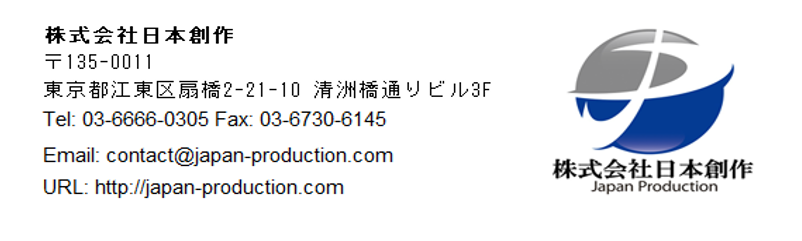 株式会社日本創作
〒135-0011
東京都江東区扇橋2-21-10 清洲橋通りビル3F
Tel: 03-6666-0305 Fax: 03-6730-6145
Email: contact@japan-production.com
URL: http://japan-production.com
株式会社日本創作
Japan Production